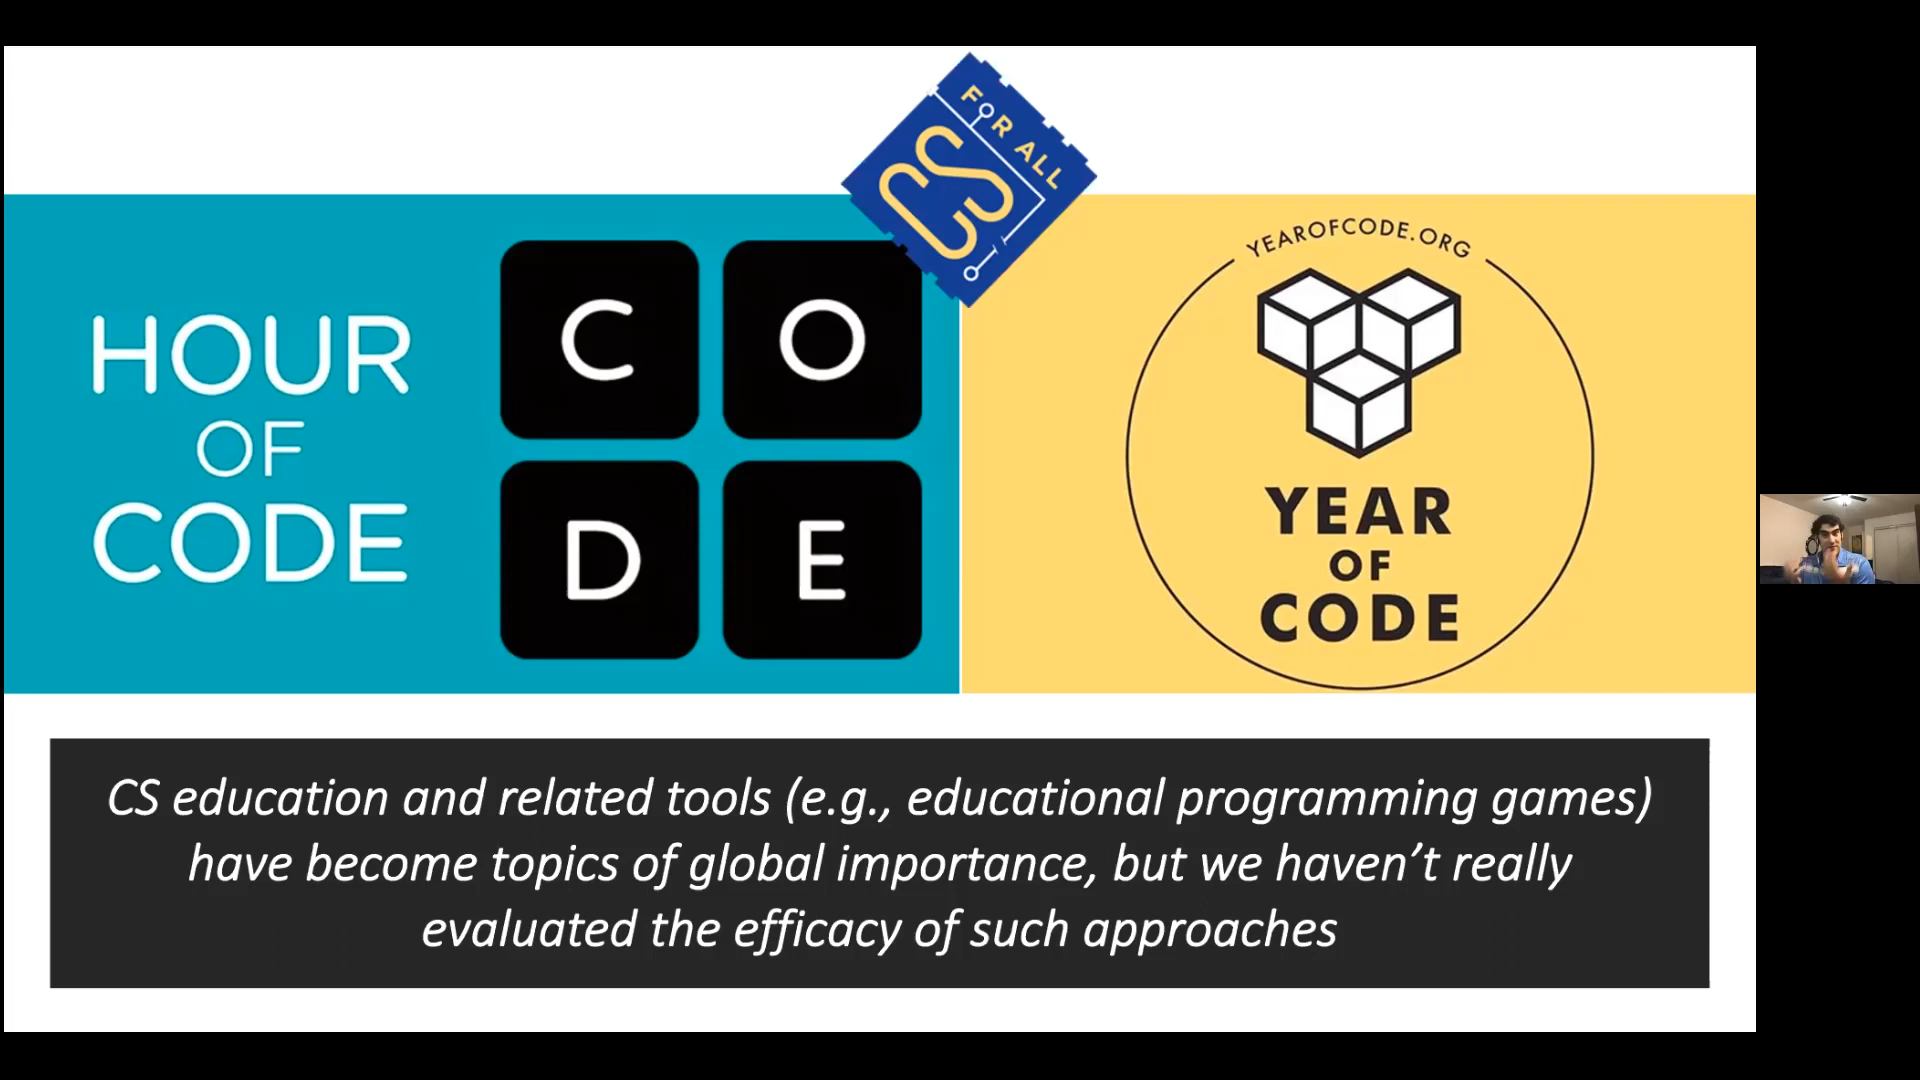 FOR ALL
CS
HOUR
OF
CODE
C O
D E
YEAROFCODE.ORG
YEAR
OF
CODE
CS education and related tools (e.g., educational programming games)
have become topics of global importance, but we haven’t really
evaluated the efficacy of such approaches